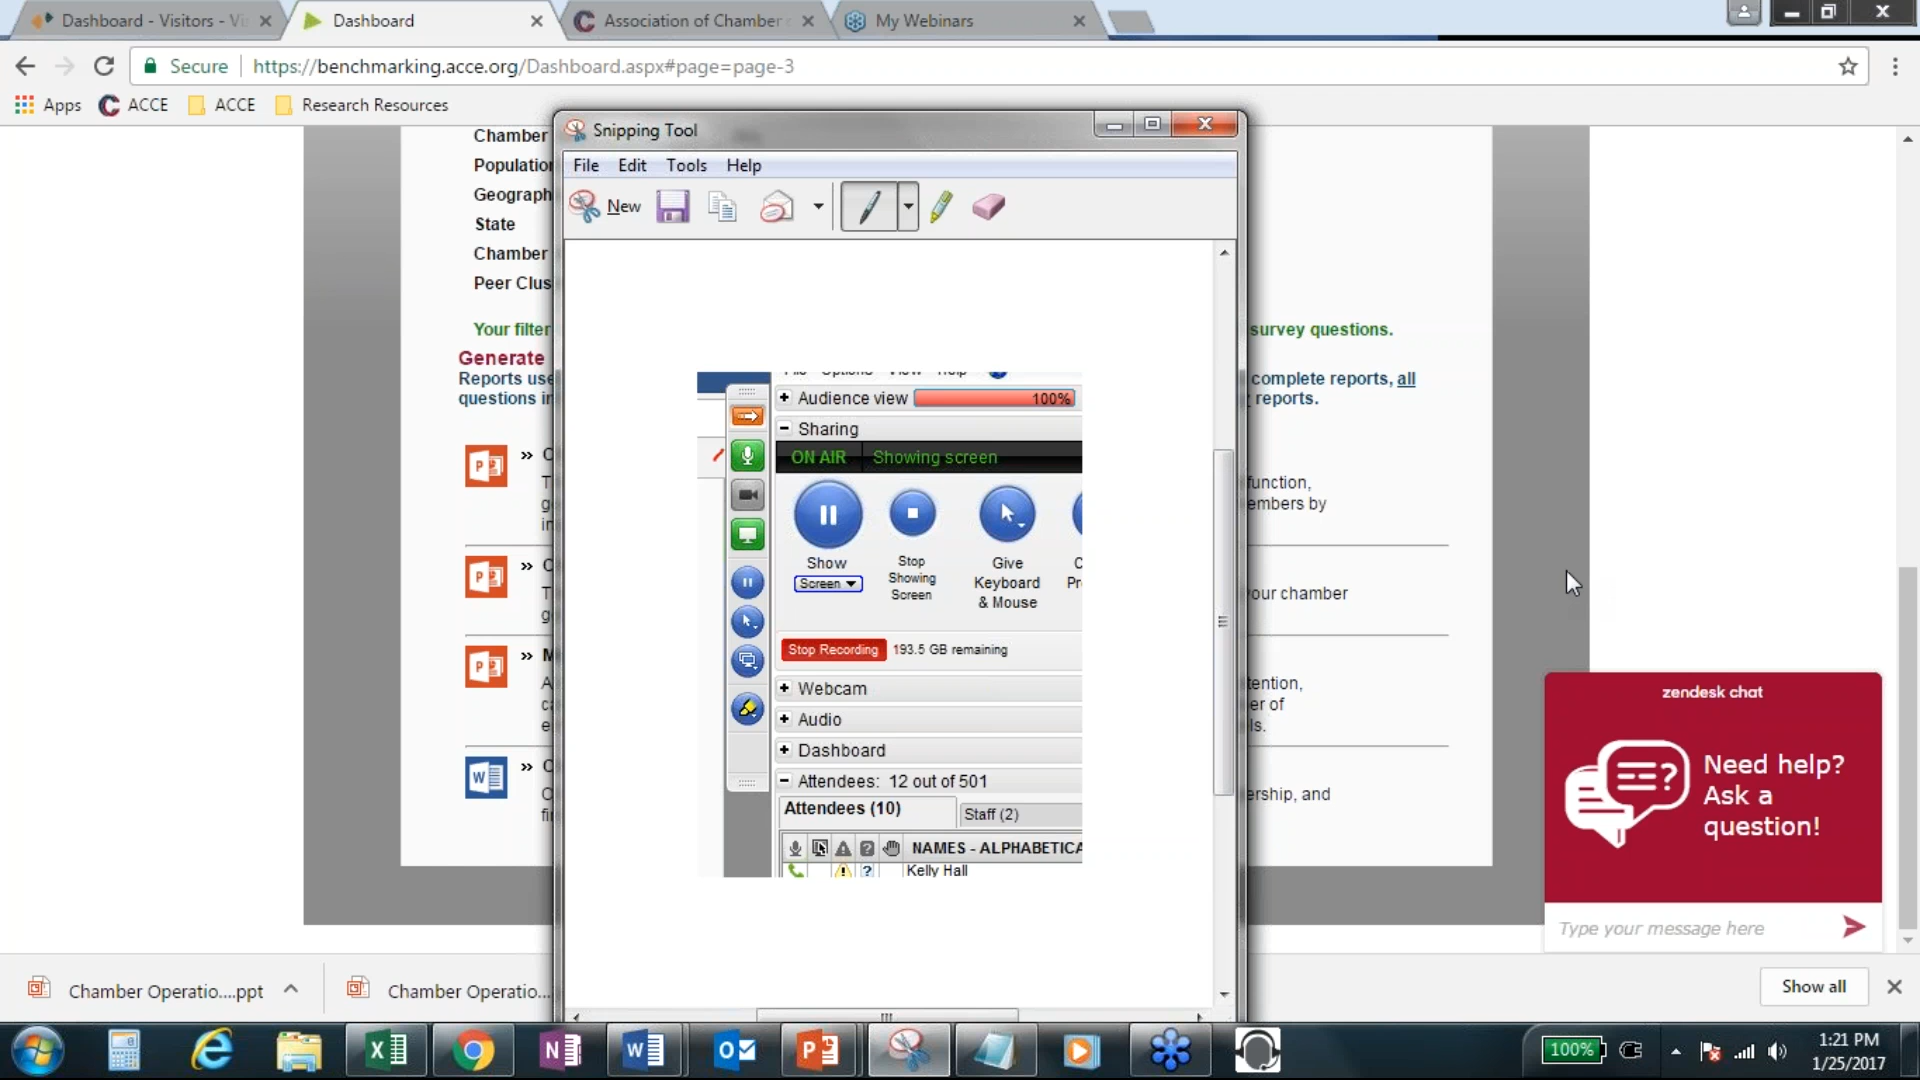 Dashboard - Visitors - Vi
Dashboard
Association of Chamber
My Webinars
Secure
https://benchmarking.acce.org/Dashboard.aspx#page=page-3
Apps
ACCE
ACCE
Research Resources
Chamber
Population
Geograph
State
Chamber
Peer Clus
Your filter
survey questions.
Generate
Reports use
complete reports, all
questions in
reports.
function,
embers by
our chamber
tention,
er of
ls.
ership, and
Snipping Tool
File Edit Tools Help
New
Audience view 100%
Sharing
ON AIR Showing screen
Show
Screen
Stop
Showing
Screen
Give
Keyboard
& Mouse
Stop Recording 193.5 GB remaining
Webcam
Audio
Dashboard
Attendees: 12 out of 501
Attendees (10) Staff (2)
NAMES - ALPHABETICA
Kelly Hall
zendesk chat
Need help?
Ask a
question!
Type your message here
Chamber Operatio....ppt
Chamber Operatio...
Show all
100%
1:21 PM
1/25/2017